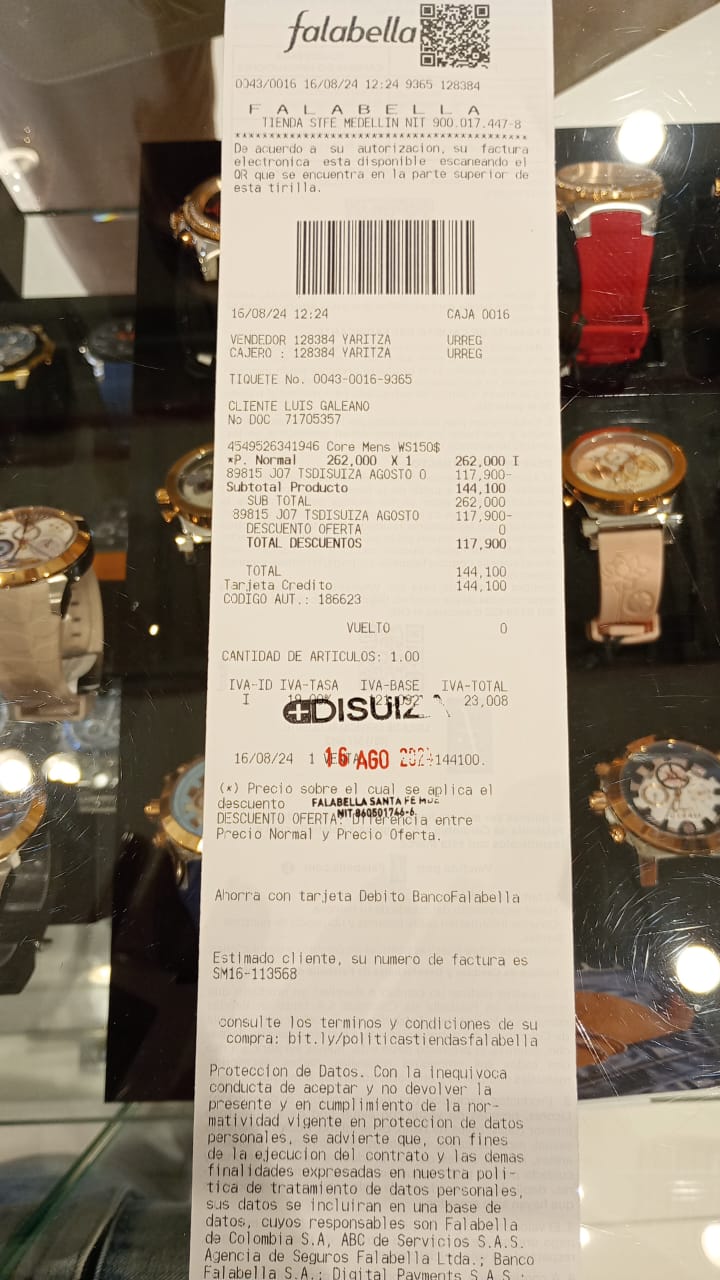 falabella
0043/0016 16/08/24 12:24 9365 128384
F A L A B E L L A
TIENDA STFE MEDELLIN NIT 900.017.447-8
****************************************
De acuerdo a su autorizacion, su factura
electronica esta disponible escaneando el
QR que se encuentra en la parte superior de
esta tirilla.
16/08/24 12:24 CAJA 0016
VENDEDOR 128384 YARITZA URREG
CAJERO : 128384 YARITZA URREG
TIQUETE No. 0043-0016-9365
CLIENTE LUIS GALEANO
No DOC 71705357
4549526341946 Core Mens WS150$
*P. Normal 262,000 X 1 262,000 I
89815 J07 TSDISUIZA AGOSTO 0 117,900-
Subtotal Producto 144,100
SUB TOTAL 262,000
89815 J07 TSDISUIZA AGOSTO 117,900-
DESCUENTO OFERTA 0
TOTAL DESCUENTOS 117,900
TOTAL 144,100
Tarjeta Credito 144,100
CODIGO AUT.: 186623
VUELTO 0
CANTIDAD DE ARTICULOS: 1.00
IVA-ID IVA-TASA IVA-BASE IVA-TOTAL
I 19.00% 121,092 23,008
DISUIZ
16/08/24 1 VENTA 144100.
16 AGO 2024
(*) Precio sobre el cual se aplica el
descuento
FALABELLA SANTA FE
NIT.860501746-6
DESCUENTO OFERTA: Diferencia entre
Precio Normal y Precio Oferta.
Ahorra con tarjeta Debito BancoFalabella
Estimado cliente, su numero de factura es
SM16-113568
consulte los terminos y condiciones de su
compra: bit.ly/politicastiendasfalabella
Proteccion de Datos. Con la inequivoca
conducta de aceptar y no devolver la
presente y en cumplimiento de la nor-
matividad vigente en proteccion de datos
personales, se advierte que, con fines
de la ejecucion del contrato y las demas
finalidades expresadas en nuestra poli-
tica de tratamiento de datos personales,
sus datos se incluiran en una base de
datos, cuyos responsables son Falabella
de Colombia S.A, ABC de Servicios S.A.S.
Agencia de Seguros Falabella Ltda.; Banco
Falabella S.A.; Digital Payments S.A.S.;